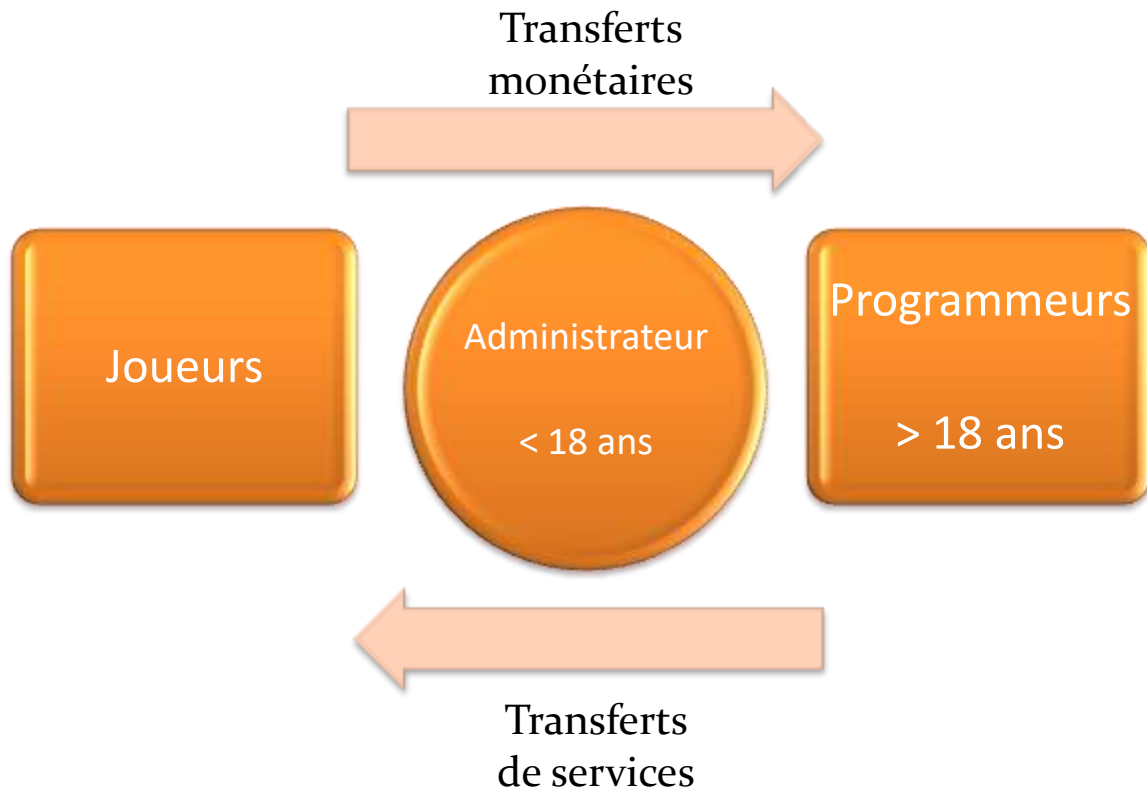 Transferts
monétaires
Joueurs
Administrateur
< 18 ans
Programmeurs
> 18 ans
Transferts
de services